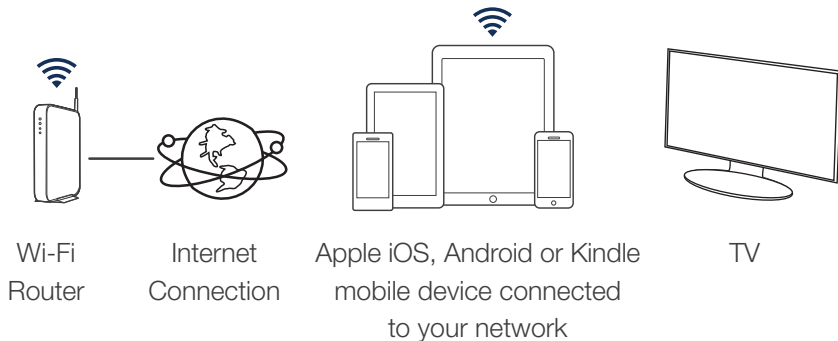 Wi-Fi
Router
Internet
Connection
Apple iOS, Android or Kindle
mobile device connected
to your network
TV